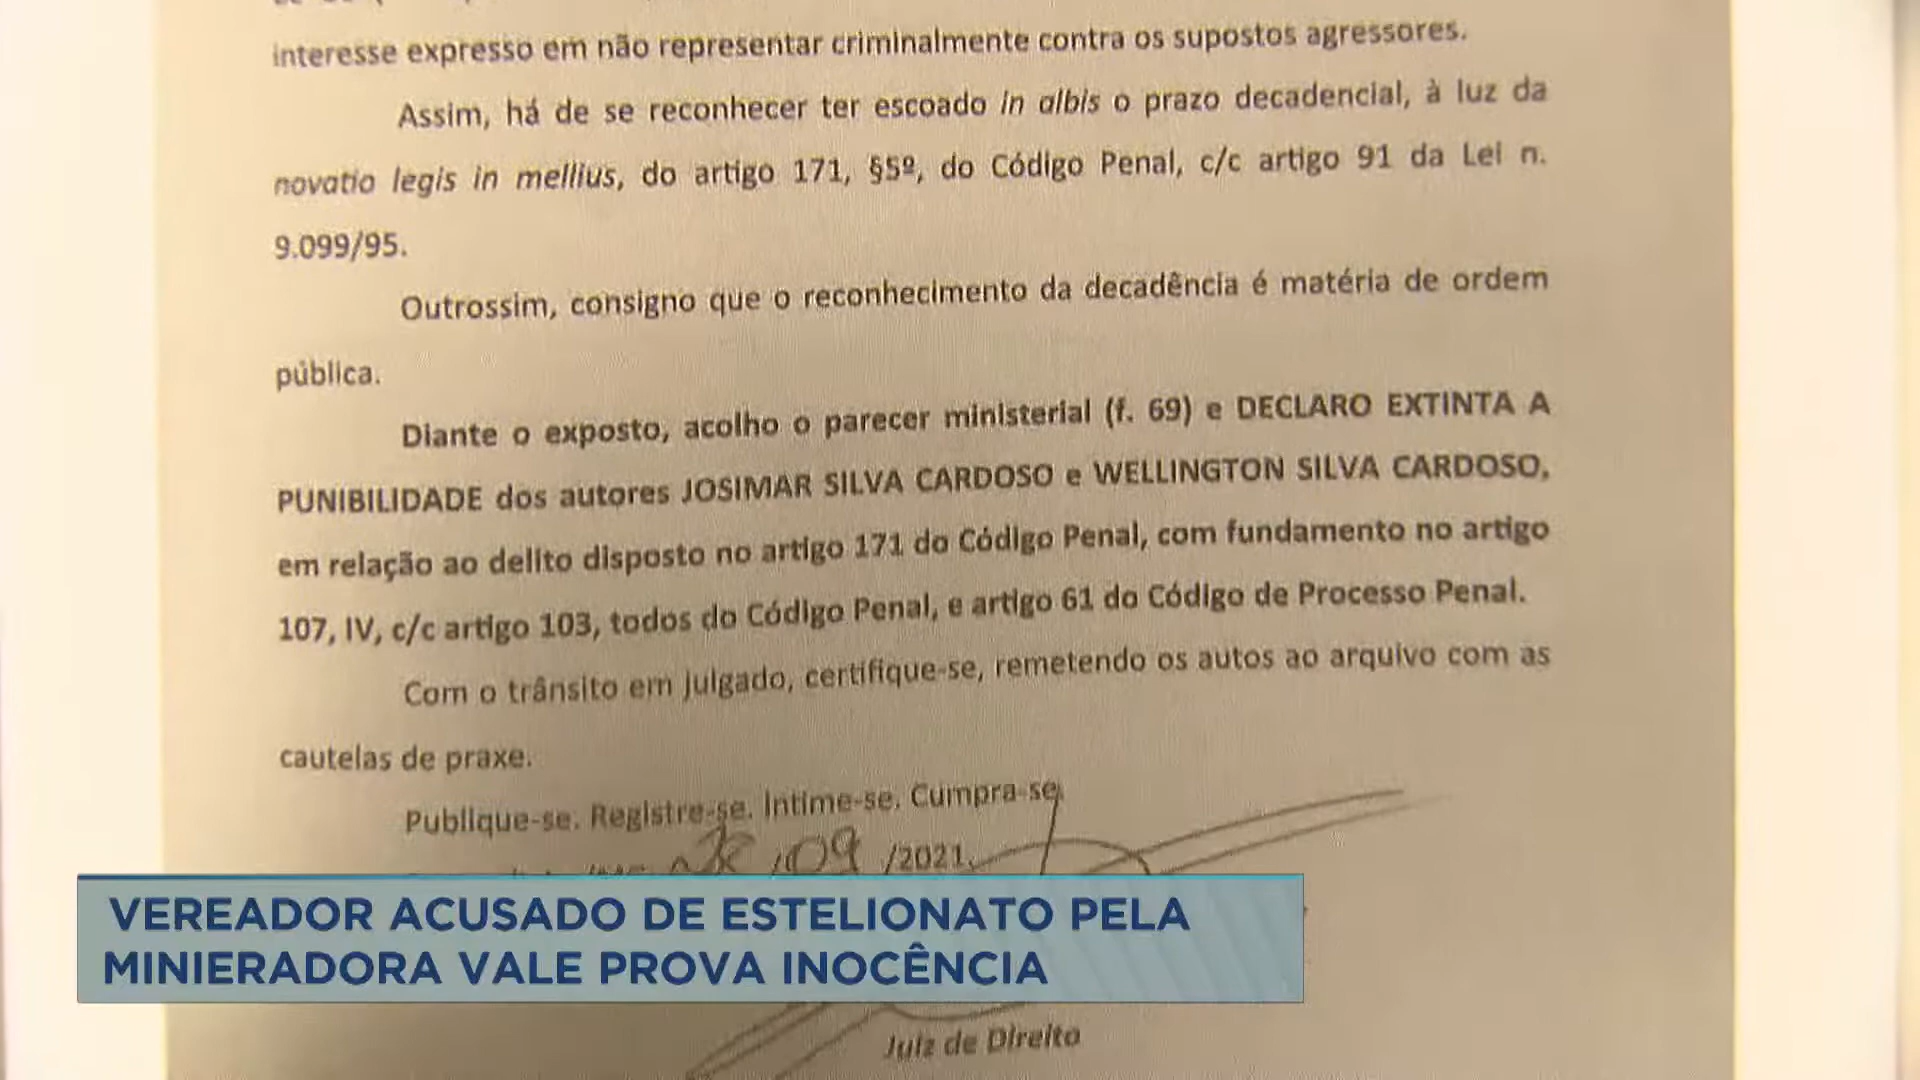 interesse expresso em não representar criminalmente contra os supostos agressores.
Assim, há de se reconhecer ter escoado in albis o prazo decadencial, à luz da
novatio legis in mellius, do artigo 171, §5º, do Código Penal, c/c artigo 91 da Lei n.
9.099/95.
Outrossim, consigno que o reconhecimento da decadência é matéria de ordem
pública.
Diante o exposto, acolho o parecer ministerial (f. 69) e DECLARO EXTINTA A
PUNIBILIDADE dos autores JOSIMAR SILVA CARDOSO e WELLINGTON SILVA CARDOSO,
em relação ao delito disposto no artigo 171 do Código Penal, com fundamento no artigo
107, IV, c/c artigo 103, todos do Código Penal, e artigo 61 do Código de Processo Penal.
Com o trânsito em julgado, certifique-se, remetendo os autos ao arquivo com as
cautelas de praxe.
Publique-se. Registre-se. Intime-se. Cumpra-se.
/09 /2021.
VEREADOR ACUSADO DE ESTELIONATO PELA
MINIERADORA VALE PROVA INOCÊNCIA
Juiz de Direito